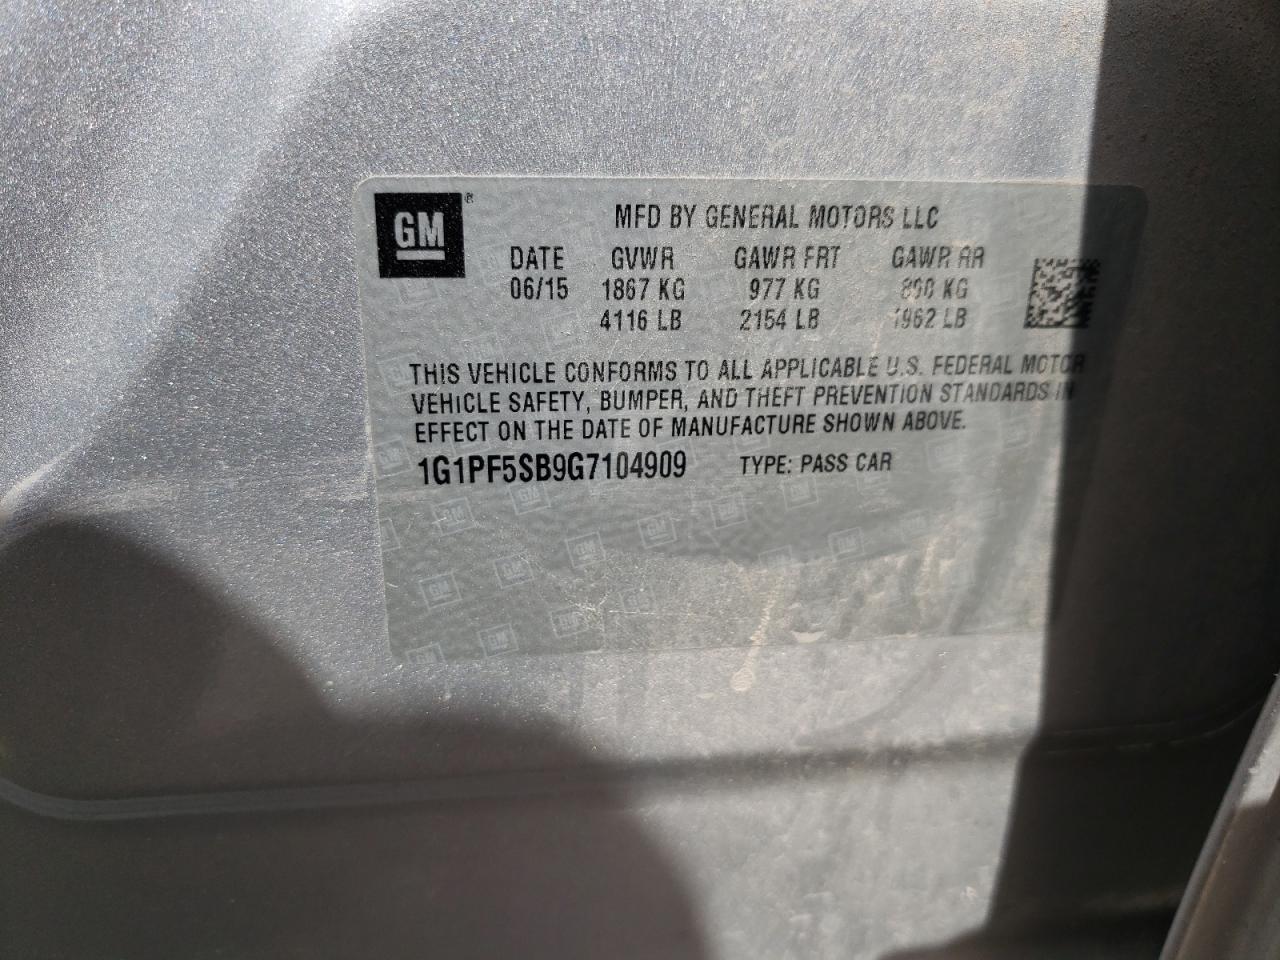 GM®
MFD BY GENERAL MOTORS LLC
DATE GVWR GAWR FRT GAWR RR
06/15 1867 KG 977 KG 890 KG
4116 LB 2154 LB 1962 LB
THIS VEHICLE CONFORMS TO ALL APPLICABLE U.S. FEDERAL MOTOR
VEHICLE SAFETY, BUMPER, AND THEFT PREVENTION STANDARDS IN
EFFECT ON THE DATE OF MANUFACTURE SHOWN ABOVE.
1G1PF5SB9G7104909 TYPE: PASS CAR